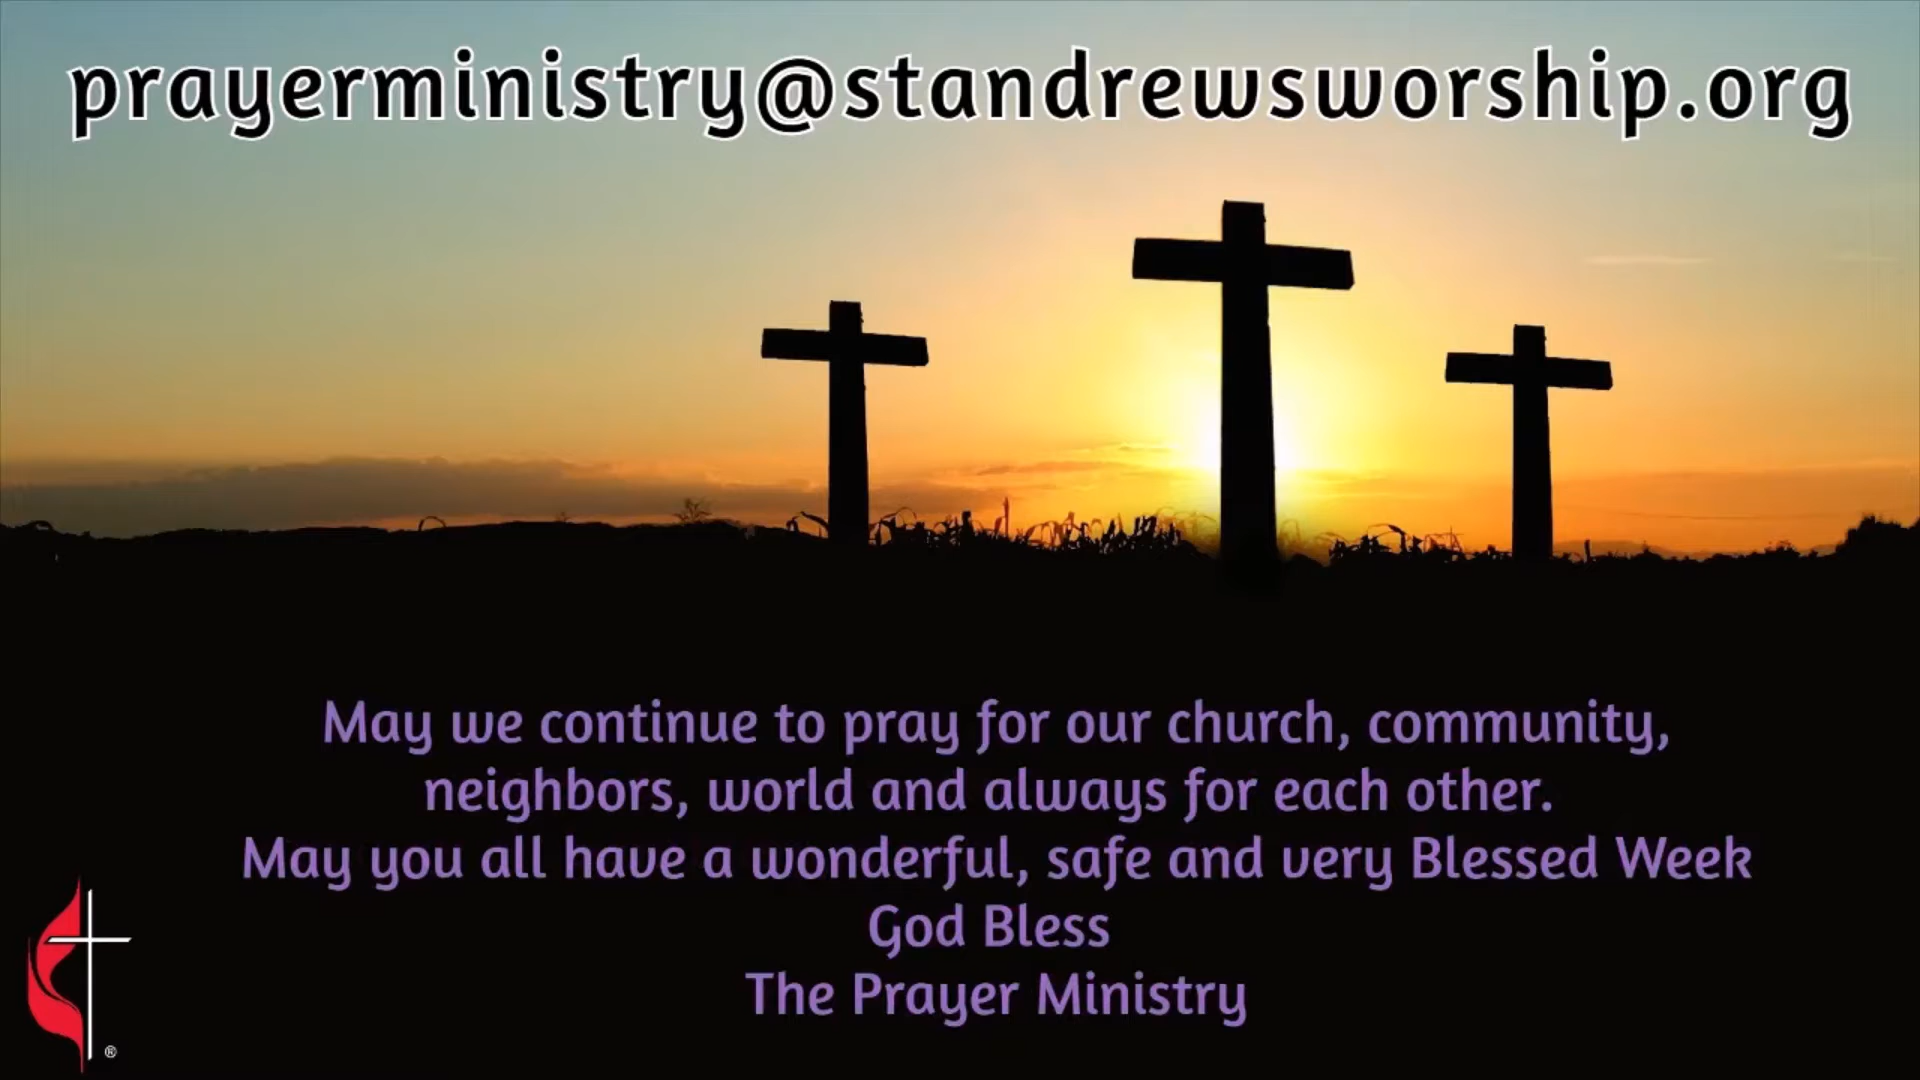 prayerministry@standrewsworship.org
May we continue to pray for our church, community,
neighbors, world and always for each other.
May you all have a wonderful, safe and very Blessed Week
God Bless
The Prayer Ministry
®